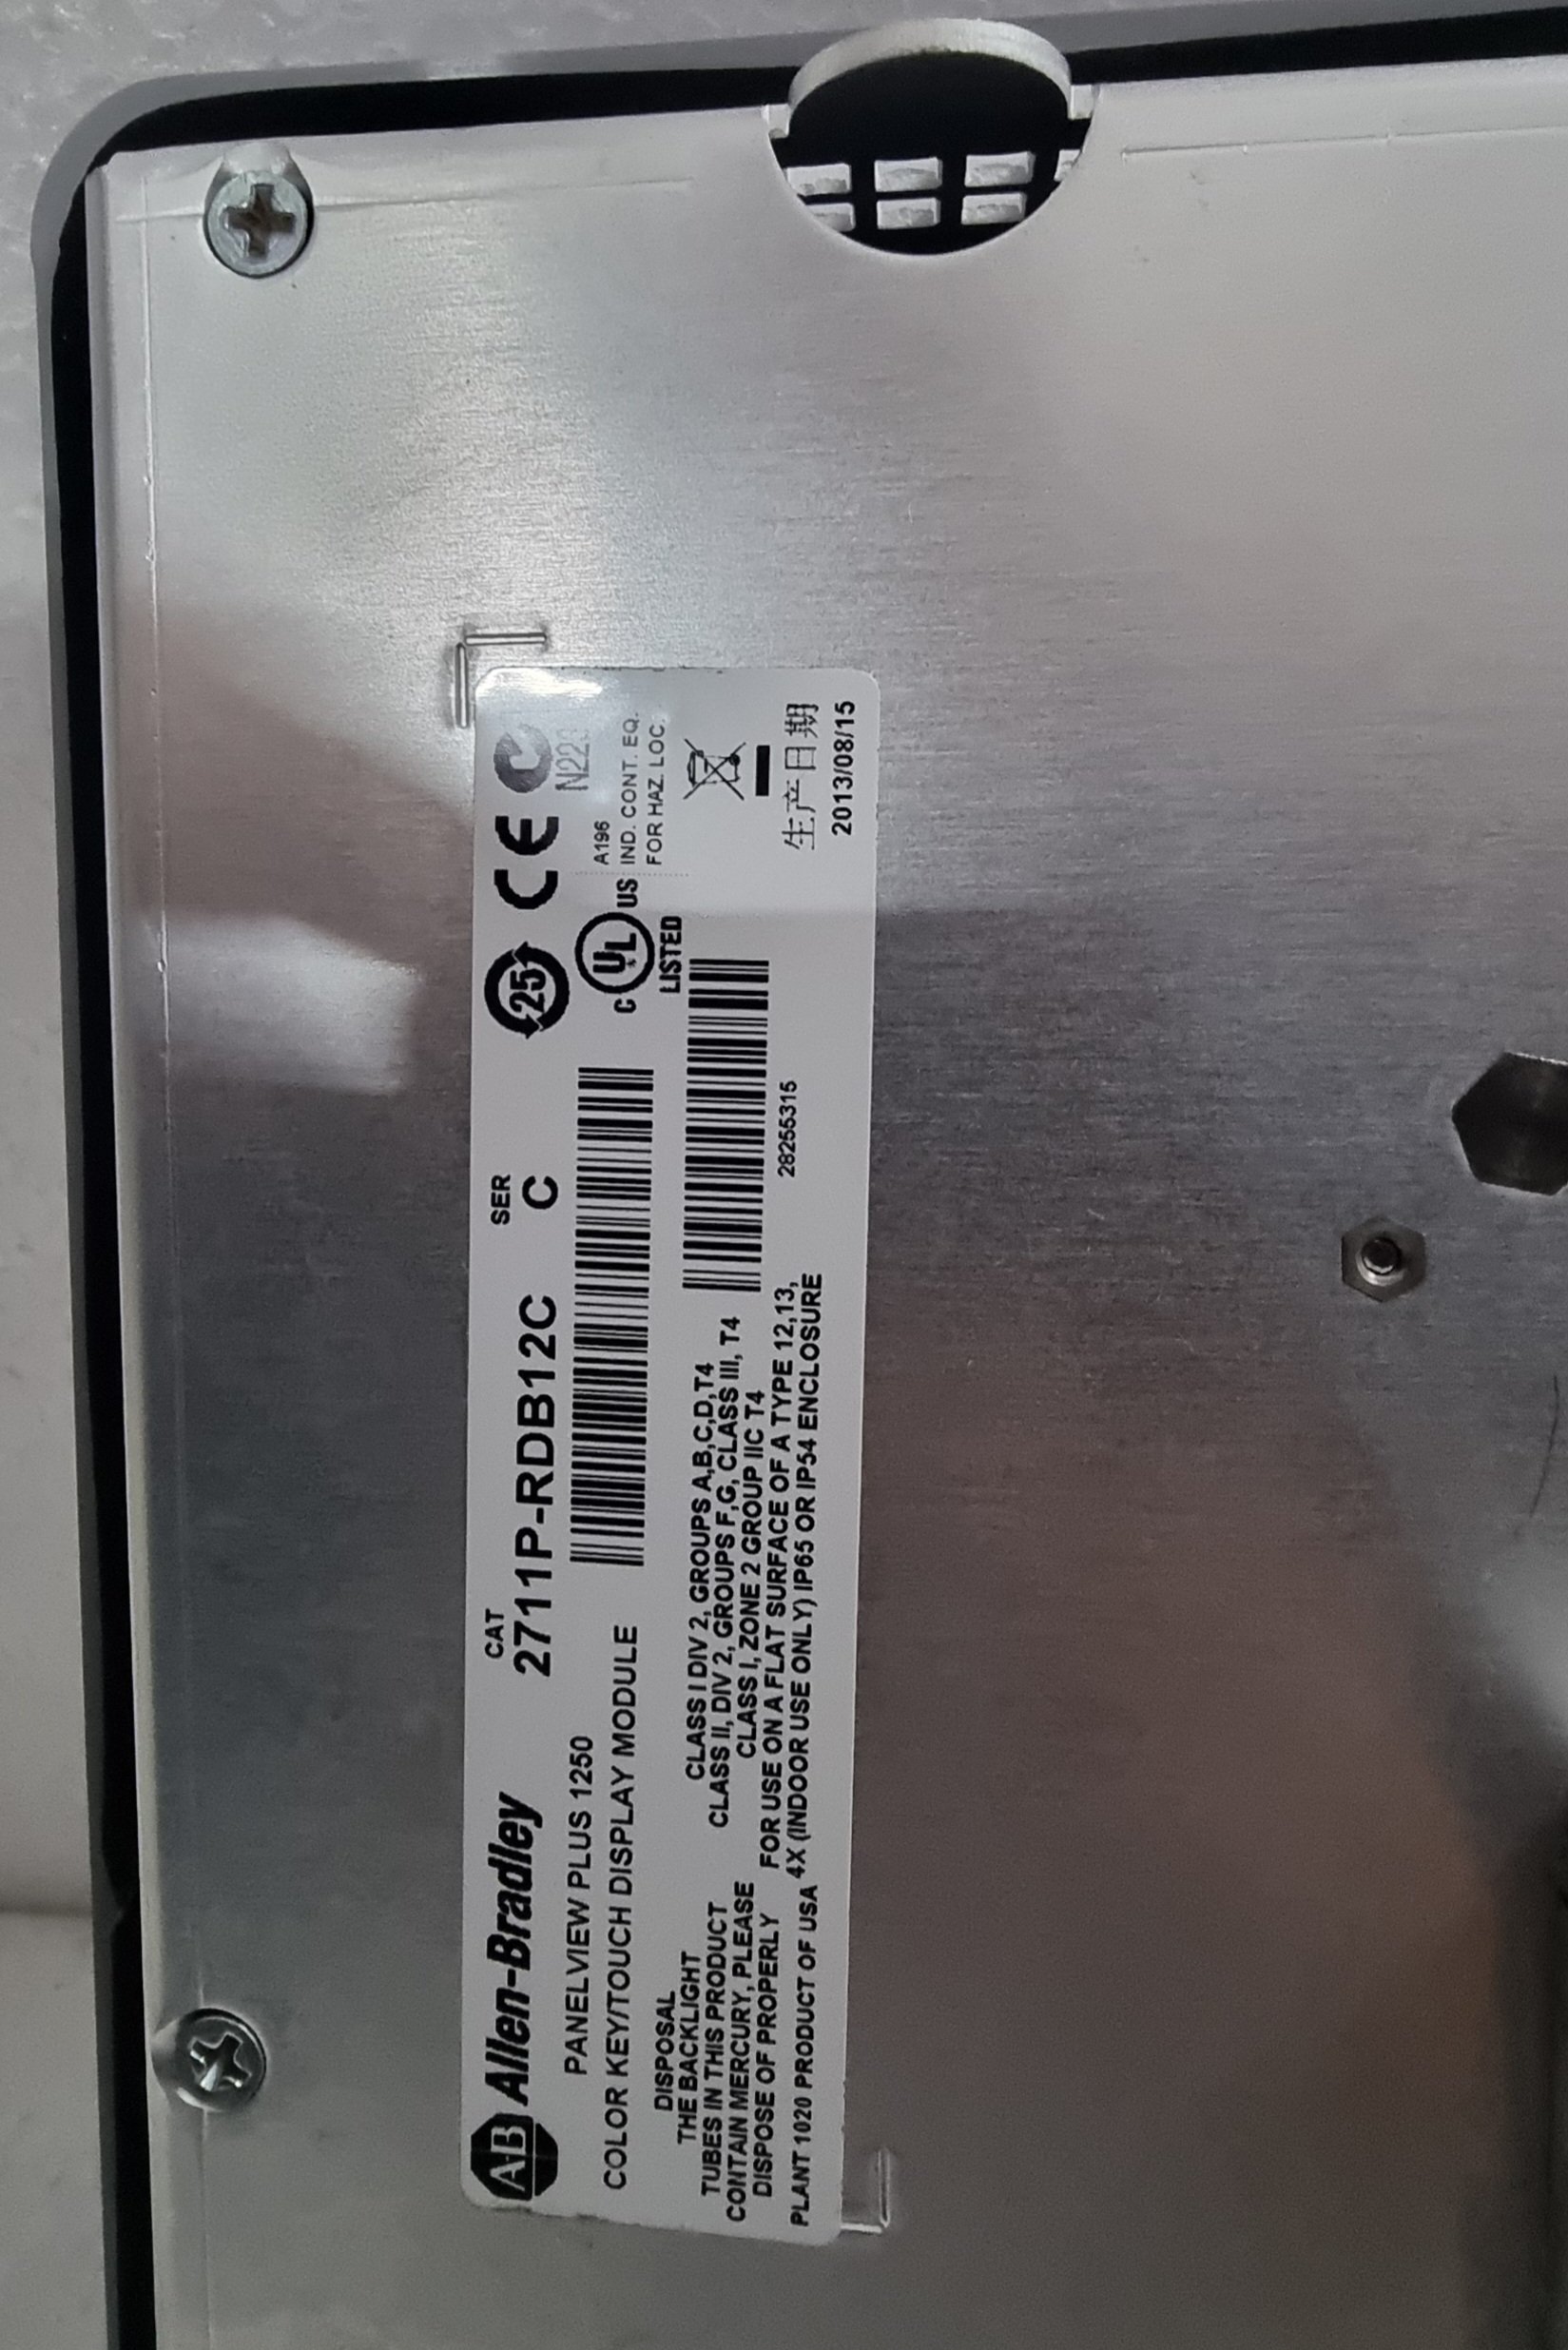 AB Allen-Bradley
CAT
2711P-RDB12C
SER
C
PANELVIEW PLUS 1250
COLOR KEY/TOUCH DISPLAY MODULE
25
CE
C UL US
LISTED
A196
IND. CONT. EQ.
FOR HAZ. LOC.
DISPOSAL
THE BACKLIGHT
TUBES IN THIS PRODUCT
CONTAIN MERCURY, PLEASE
DISPOSE OF PROPERLY
PLANT 1020 PRODUCT OF USA
CLASS I DIV 2, GROUPS A,B,C,D,T4
CLASS II, DIV 2, GROUPS F,G, CLASS III, T4
CLASS I, ZONE 2 GROUP IIC T4
FOR USE ON A FLAT SURFACE OF A TYPE 12,13,
4X (INDOOR USE ONLY) IP65 OR IP54 ENCLOSURE
28255315
生产日期
2013/08/15